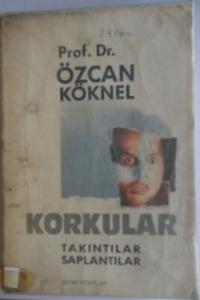 Prof. Dr.
ÖZCAN
KÖKNEL
KORKULAR
TAKINTILAR
SAPLANTILAR